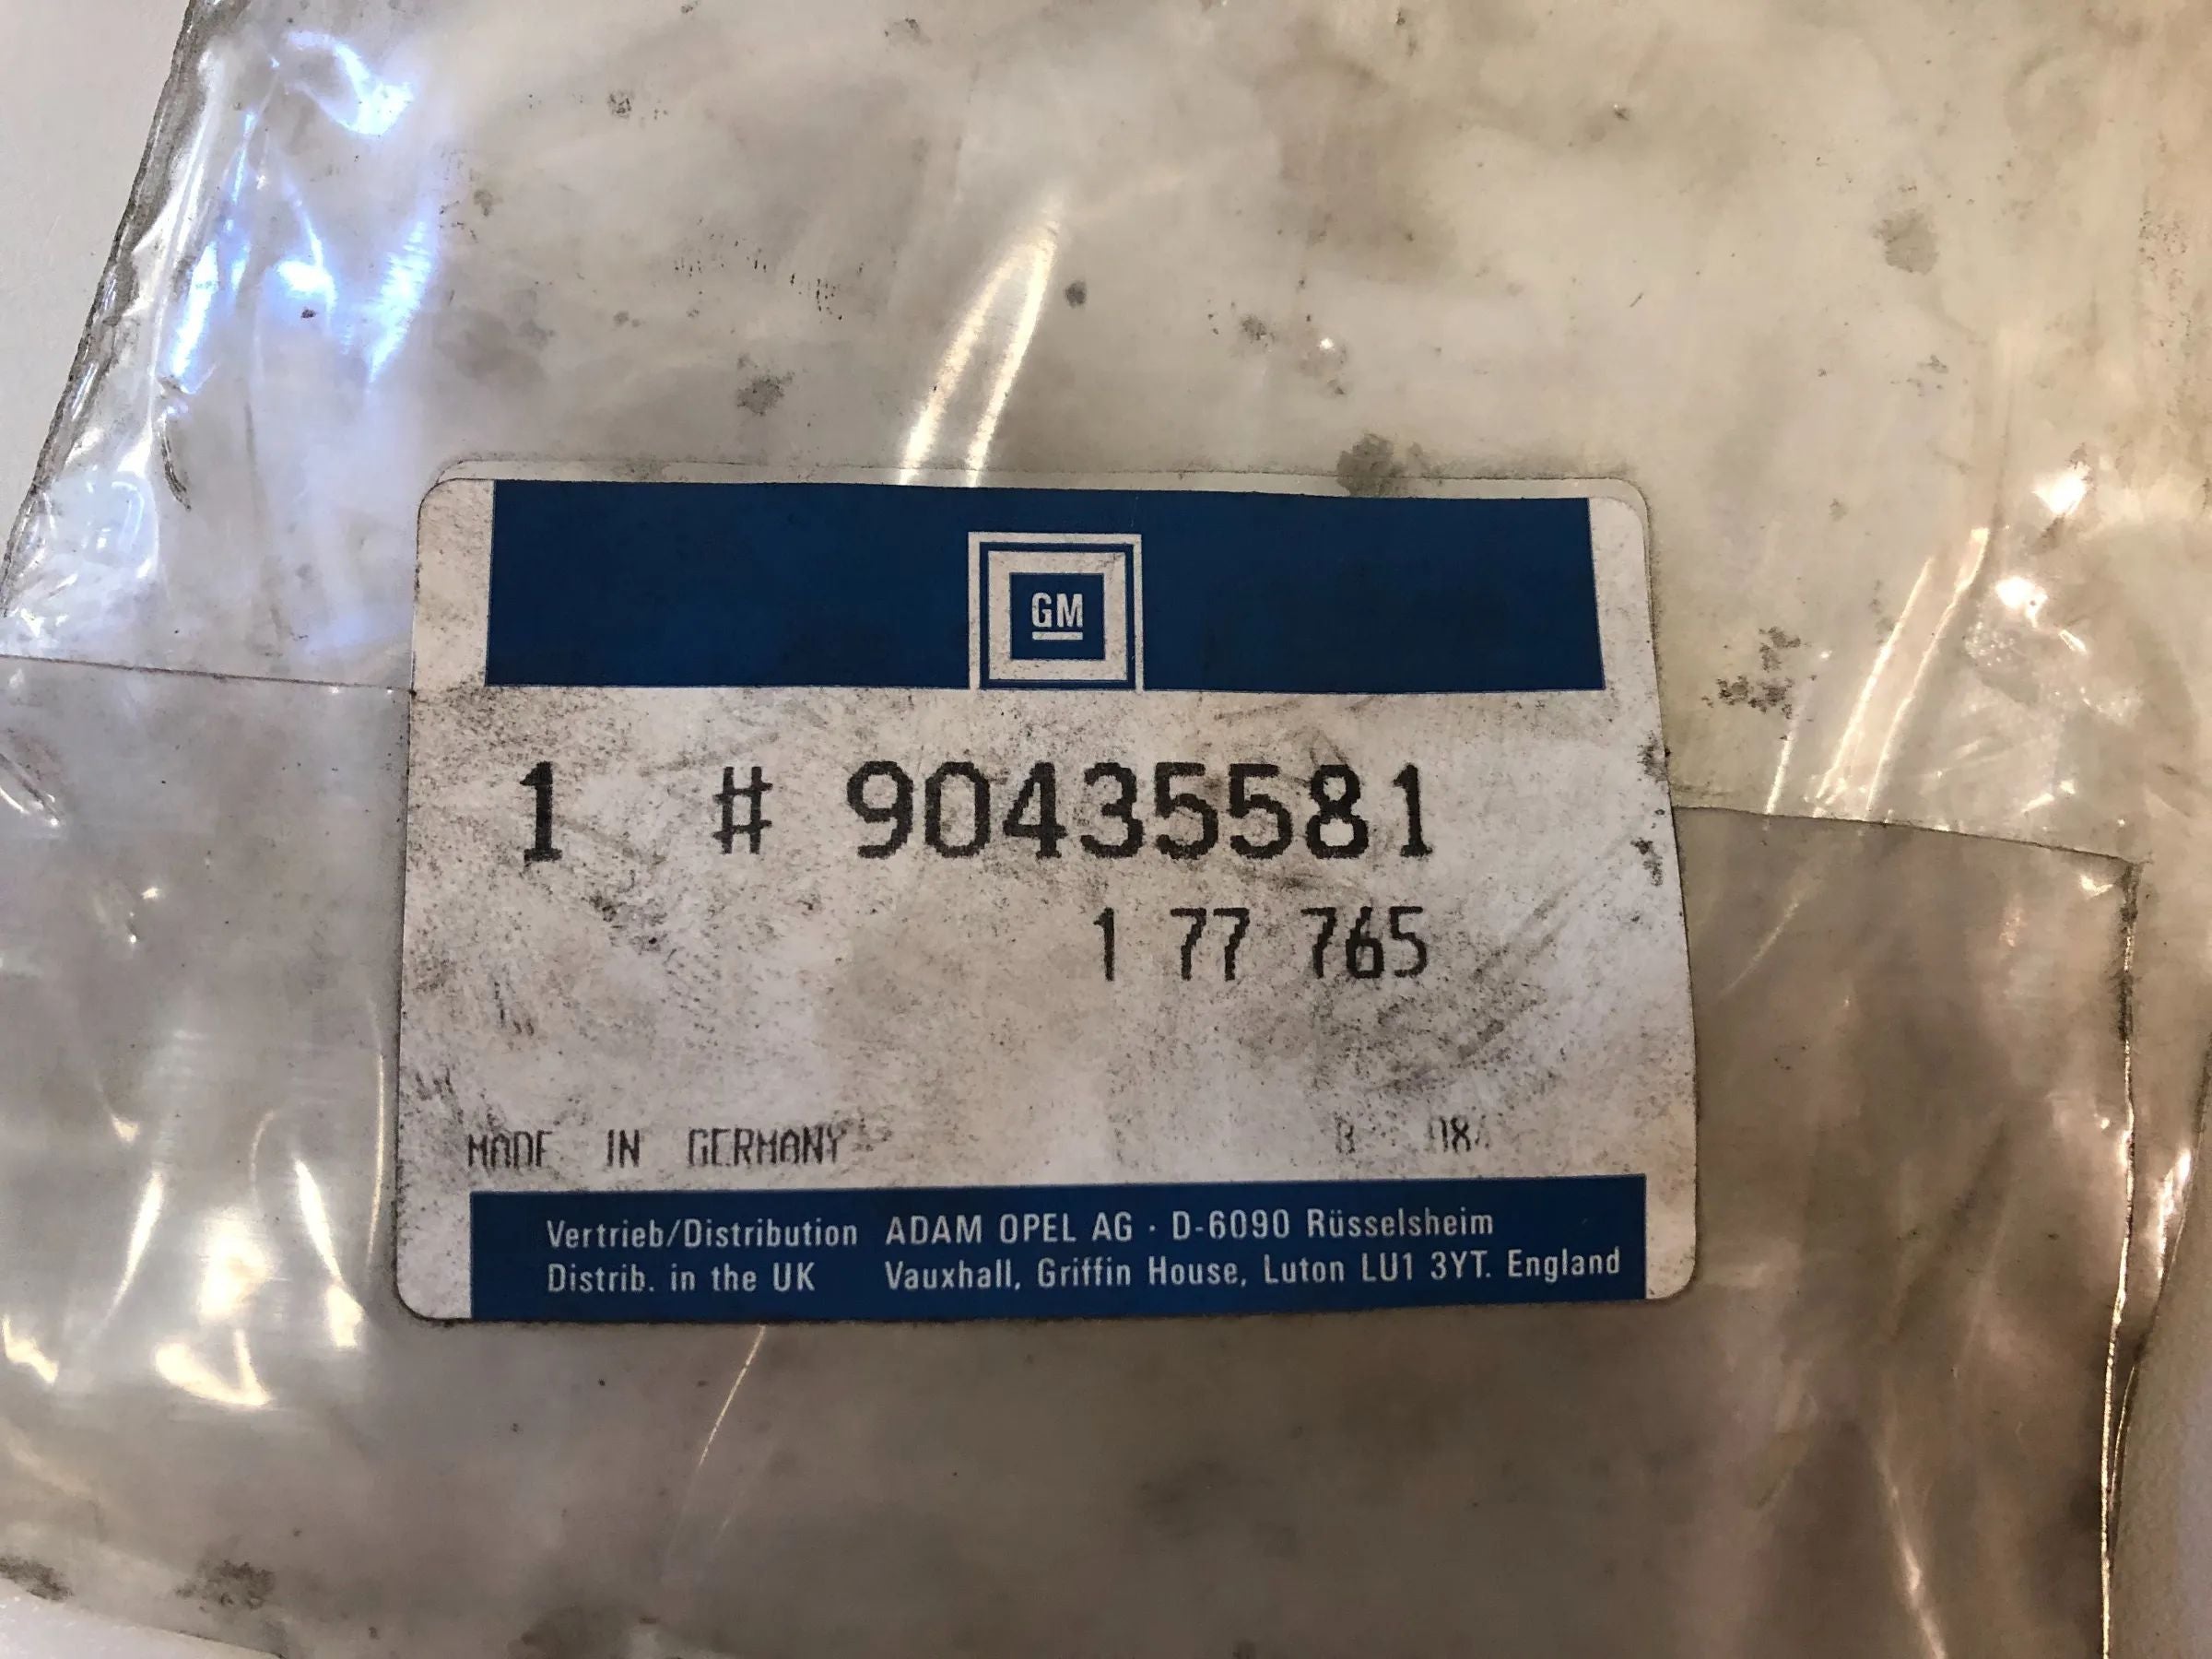 GM
1 # 90435581
1 77 765
MADE IN GERMANY
Vertrieb/Distribution ADAM OPEL AG · D-6090 Rüsselsheim
Distrib. in the UK Vauxhall, Griffin House, Luton LU1 3YT. England